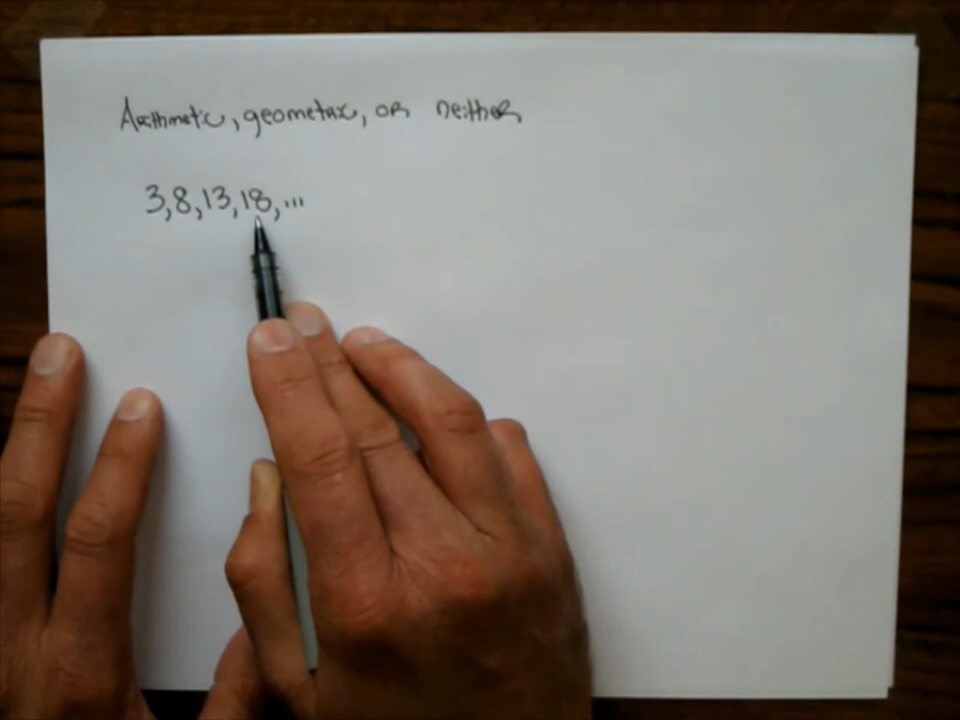 Arithmetic, geometric, or neither
3,8,13,18,...